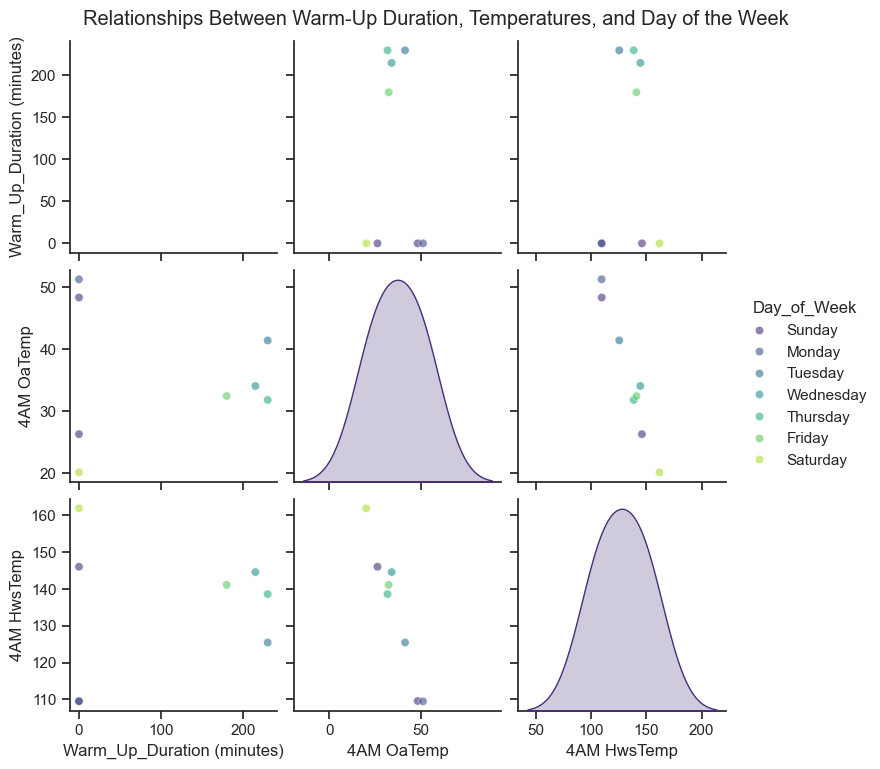 Relationships Between Warm-Up Duration, Temperatures, and Day of the Week
Warm_Up_Duration (minutes)
200
150
100
50
0
4AM OaTemp
50
40
30
20
Day_of_Week
Sunday
Monday
Tuesday
Wednesday
Thursday
Friday
Saturday
4AM HwsTemp
160
150
140
130
120
110
0 100 200
0 50
50 100 150 200
Warm_Up_Duration (minutes)
4AM OaTemp
4AM HwsTemp